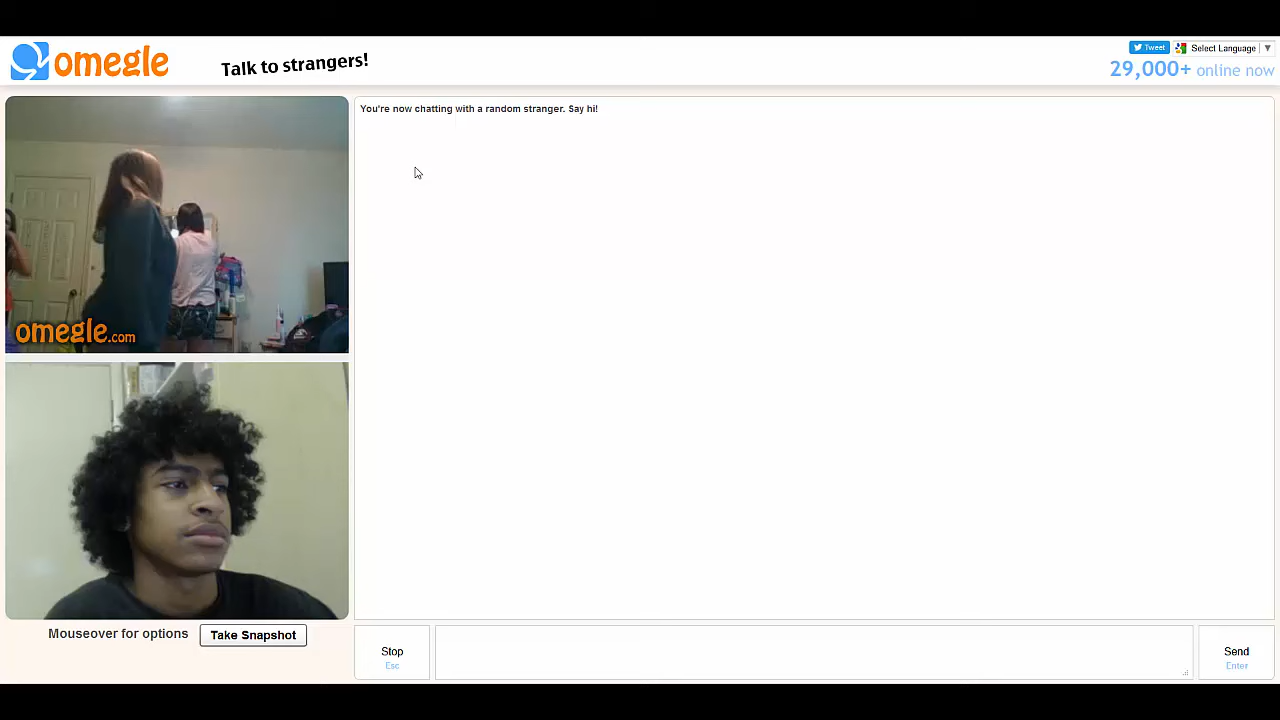 omegle
Talk to strangers!
Tweet
Select Language
29,000+ online now
You're now chatting with a random stranger. Say hi!
omegle.com
Mouseover for options
Take Snapshot
Stop
Esc
Send
Enter